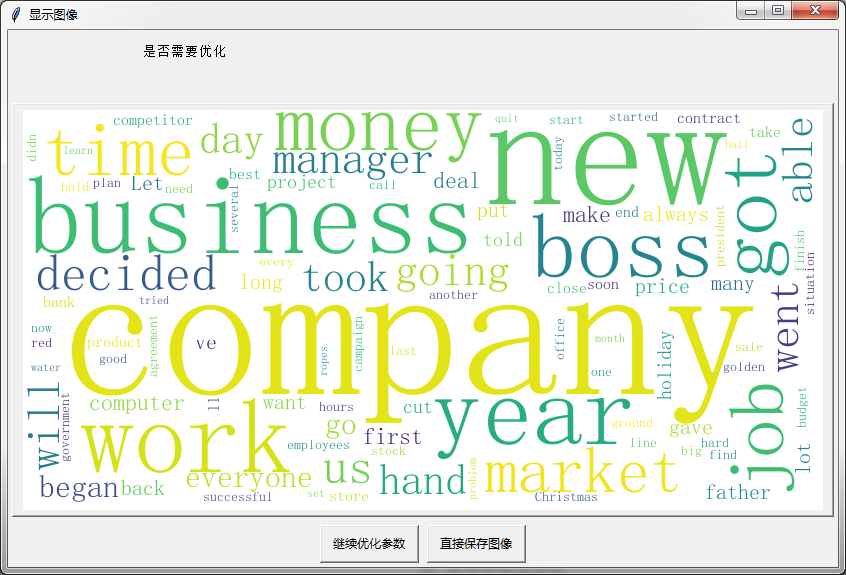 显示图像
是否需要优化
competitor
money
quit
start
started
contract
didn
time
day
new
take
ball
learn
manager
today
able
hold
plan
Let
need
best
project
call
deal
got
business
several
put
boss
make
end
always
president
told
finish
decided
every
took
going
long
another
close
soon
price
many
situation
bank
tried
company
went
now
red
product
good
agreement
ve
ropes
campaign
last
office
month
one
holiday
sale
golden
water
will
government
computer
ll
want
hours
cut
year
job
budget
work
go
first
employees
stock
ground
gave
line
big
hard
find
lot
us
everyone
hand
problem
market
began
back
successful
set
store
Christmas
father
继续优化参数
直接保存图像